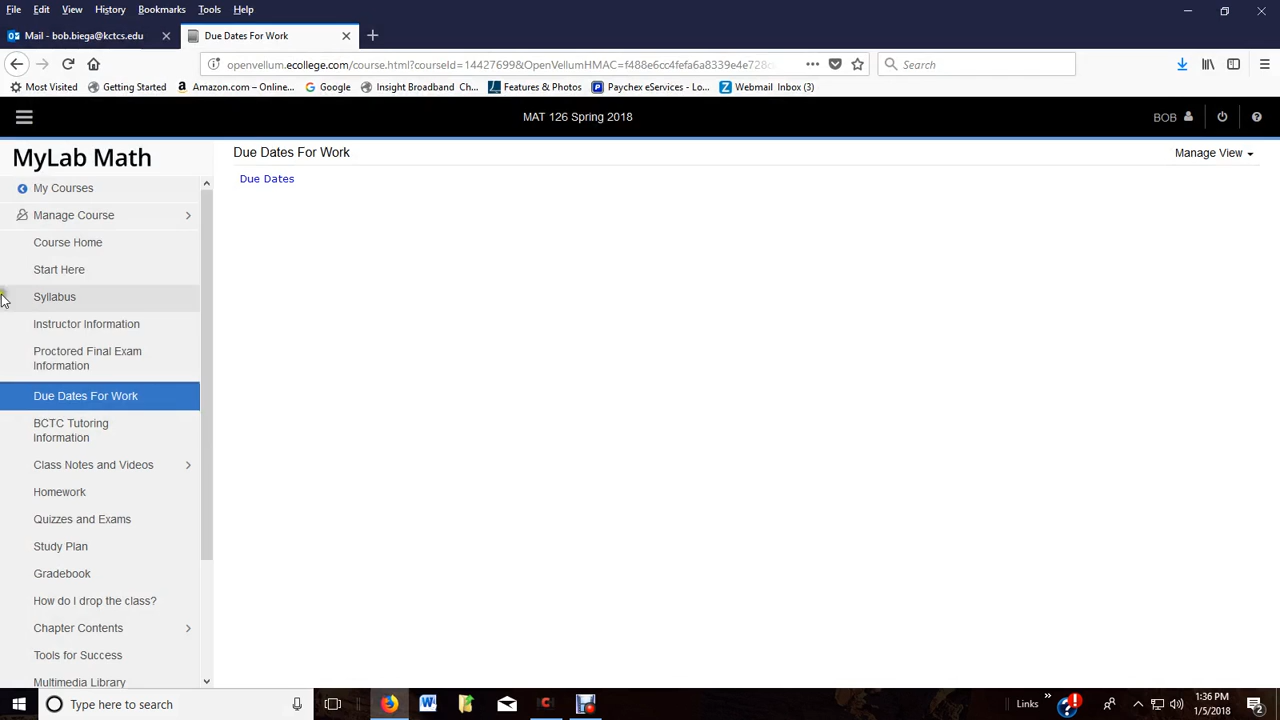 File Edit View History Bookmarks Tools Help
Mail - bob.biega@kctcs.edu
Due Dates For Work
openvellum.ecollege.com/course.html?courseId=14427699&OpenVellumHMAC=f488e6cc4fefa6a8339e4e728
Search
Most Visited Getting Started Amazon.com – Online... Google Insight Broadband Ch... Features & Photos Paychex eServices - Lo... Webmail Inbox (3)
MAT 126 Spring 2018
BOB
MyLab Math
Due Dates For Work
Manage View
Due Dates
My Courses
Manage Course
Course Home
Start Here
Syllabus
Instructor Information
Proctored Final Exam
Information
Due Dates For Work
BCTC Tutoring
Information
Class Notes and Videos
Homework
Quizzes and Exams
Study Plan
Gradebook
How do I drop the class?
Chapter Contents
Tools for Success
Multimedia Library
Type here to search
Links
1:36 PM
1/5/2018
2